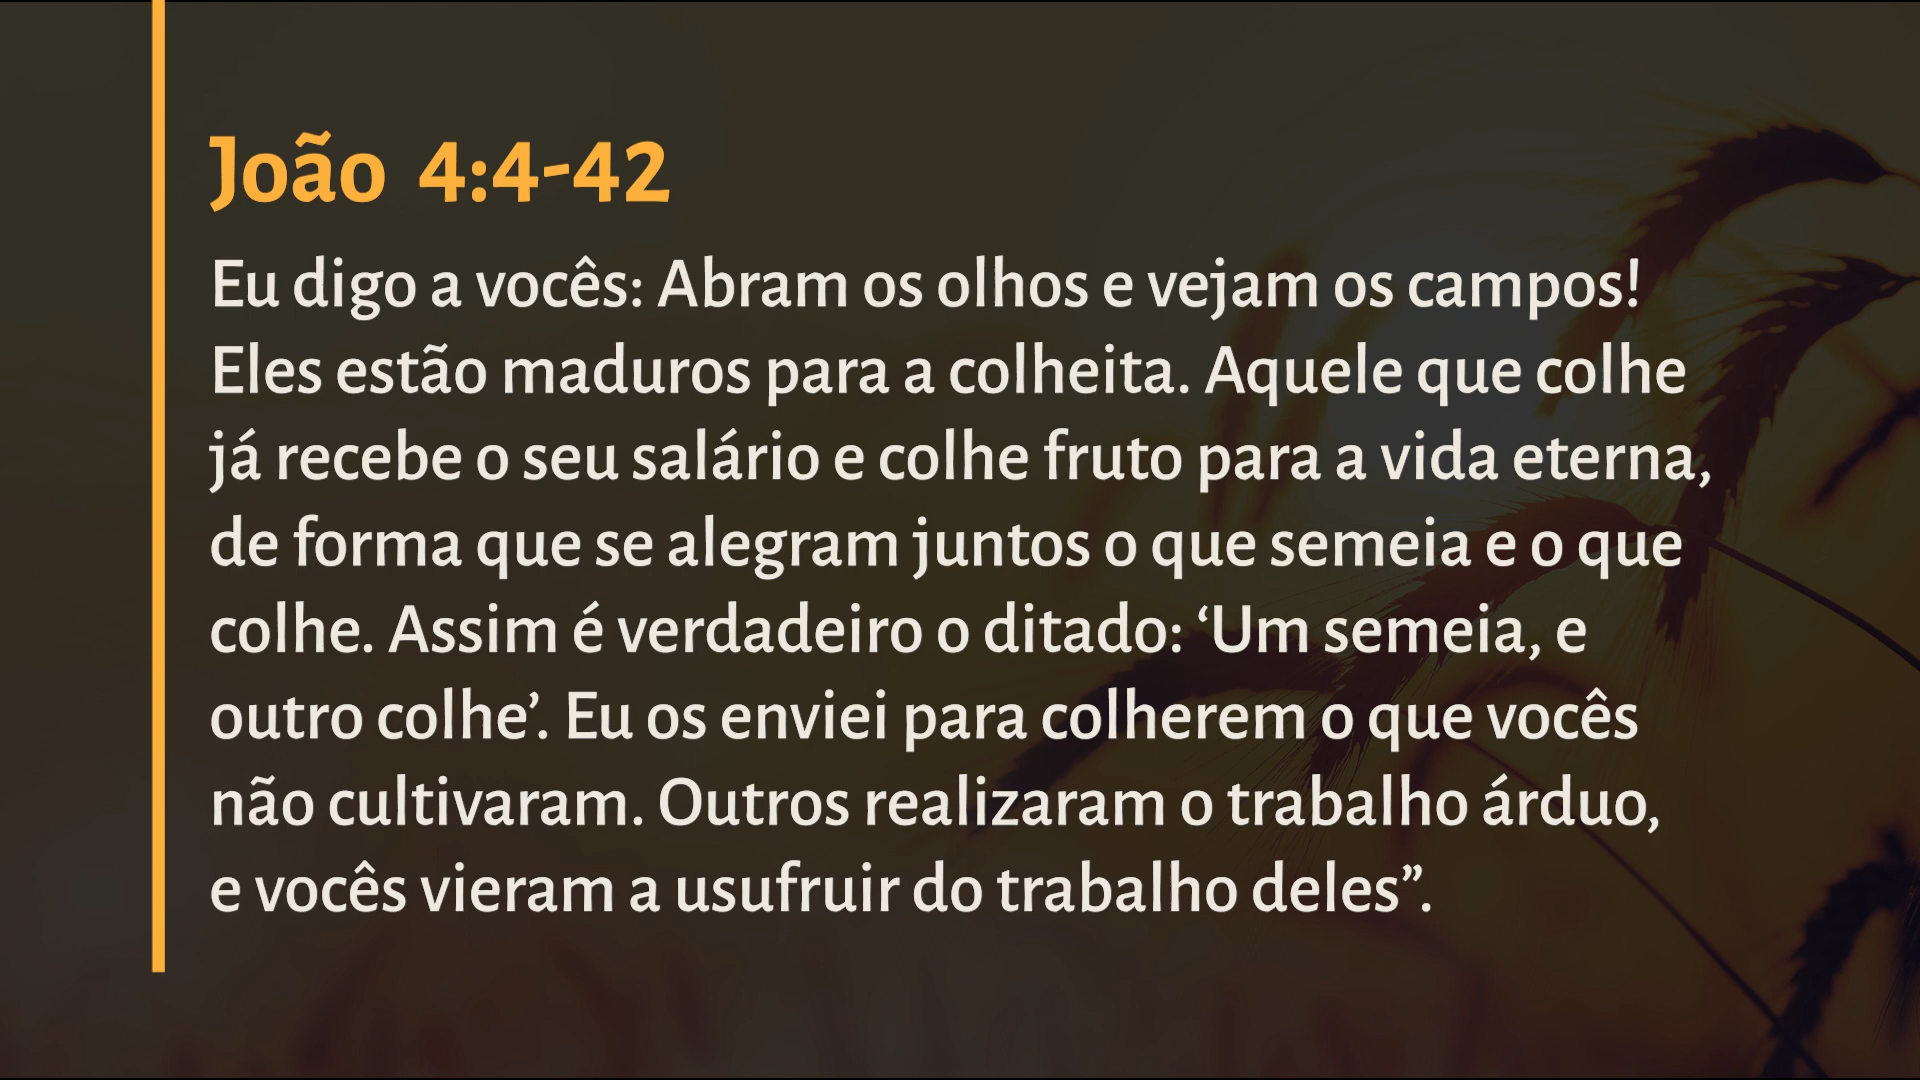 João 4:4-42
Eu digo a vocês: Abram os olhos e vejam os campos!
Eles estão maduros para a colheita. Aquele que colhe
já recebe o seu salário e colhe fruto para a vida eterna,
de forma que se alegram juntos o que semeia e o que
colhe. Assim é verdadeiro o ditado: ‘Um semeia, e
outro colhe’. Eu os enviei para colherem o que vocês
não cultivaram. Outros realizaram o trabalho árduo,
e vocês vieram a usufruir do trabalho deles”.